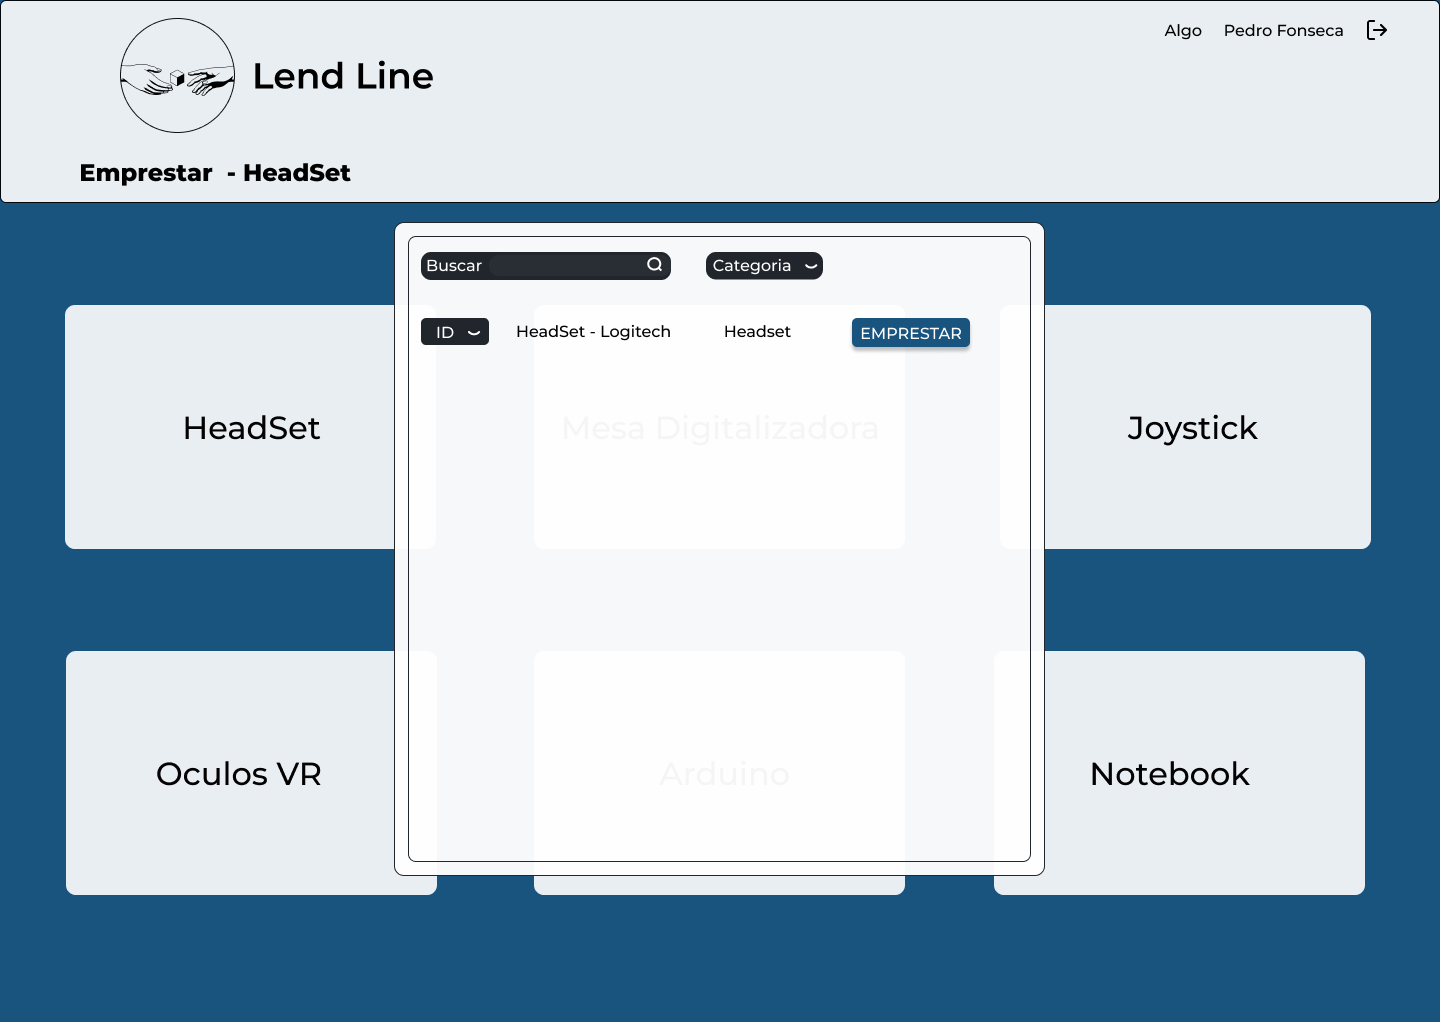 Algo Pedro Fonseca
Lend Line
Emprestar - HeadSet
Buscar Categoria
ID HeadSet - Logitech Headset EMPRESTAR
HeadSet Mesa Digitalizadora Joystick
Oculos VR Arduino Notebook